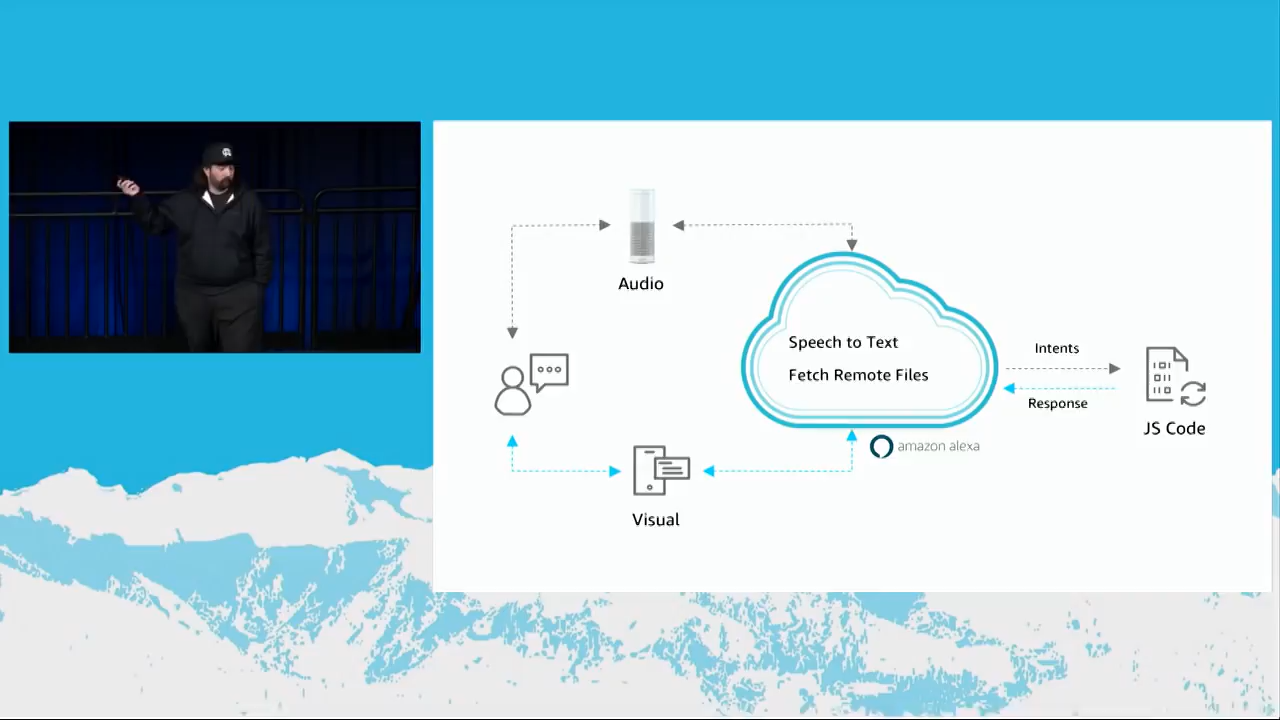 Audio
Speech to Text
Fetch Remote Files
Intents
Response
JS Code
amazon alexa
Visual